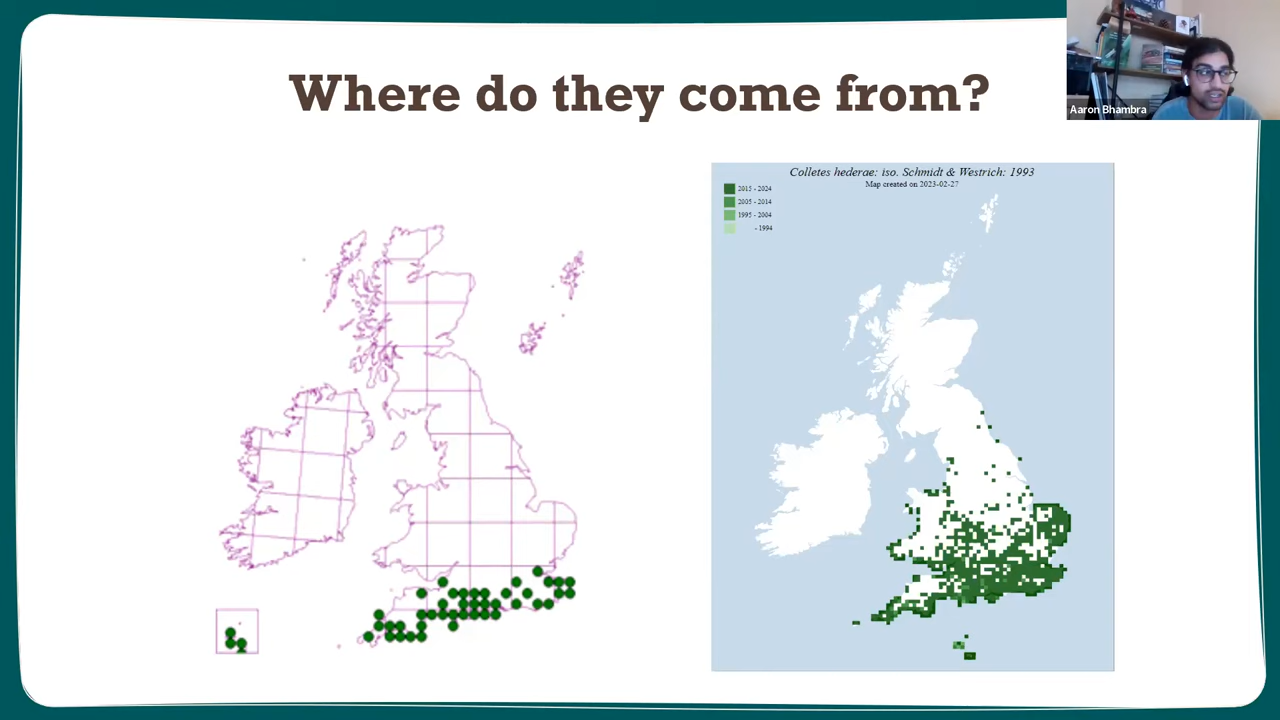 Where do they come from?
Aaron Bhambra
Colletes hederae: iso. Schmidt & Westrich: 1993
Map created on 2023-02-27
2015 - 2024
2005 - 2014
1995 - 2004
- 1994